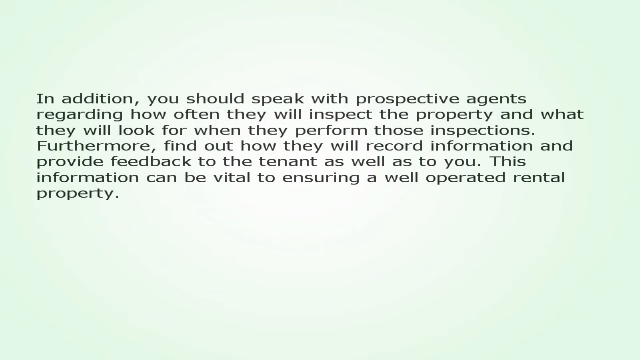 In addition, you should speak with prospective agents
regarding how often they will inspect the property and what
they will look for when they perform those inspections.
Furthermore, find out how they will record information and
provide feedback to the tenant as well as to you. This
information can be vital to ensuring a well operated rental
property.